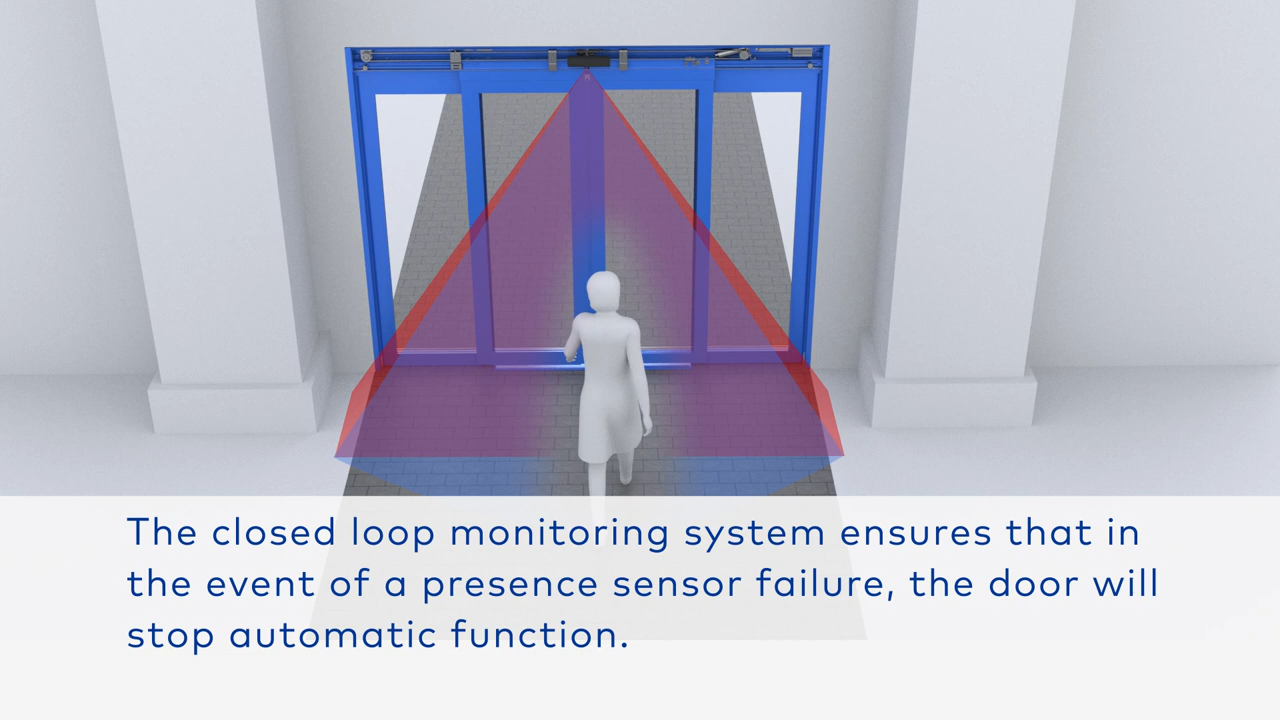 The closed loop monitoring system ensures that in
the event of a presence sensor failure, the door will
stop automatic function.